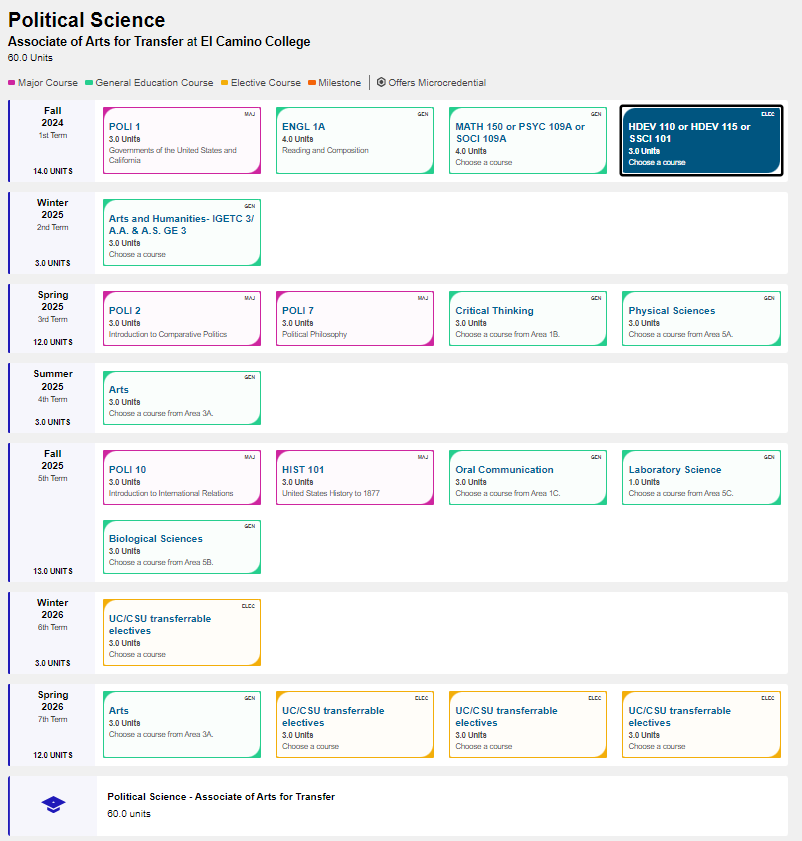 Political Science
Associate of Arts for Transfer at El Camino College
60.0 Units
Major Course General Education Course Elective Course Milestone Offers Microcredential
Fall
2024
1st Term
14.0 UNITS
MAJ
POLI 1
3.0 Units
Governments of the United States and
California
GEN
ENGL 1A
4.0 Units
Reading and Composition
GEN
MATH 150 or PSYC 109A or
SOCI 109A
4.0 Units
Choose a course
ELEC
HDEV 110 or HDEV 115 or
SSCI 101
3.0 Units
Choose a course
Winter
2025
2nd Term
3.0 UNITS
GEN
Arts and Humanities- IGETC 3/
A.A. & A.S. GE 3
3.0 Units
Choose a course
Spring
2025
3rd Term
12.0 UNITS
MAJ
POLI 2
3.0 Units
Introduction to Comparative Politics
MAJ
POLI 7
3.0 Units
Political Philosophy
GEN
Critical Thinking
3.0 Units
Choose a course from Area 1B.
GEN
Physical Sciences
3.0 Units
Choose a course from Area 5A.
Summer
2025
4th Term
3.0 UNITS
GEN
Arts
3.0 Units
Choose a course from Area 3A.
Fall
2025
5th Term
13.0 UNITS
MAJ
POLI 10
3.0 Units
Introduction to International Relations
MAJ
HIST 101
3.0 Units
United States History to 1877
GEN
Oral Communication
3.0 Units
Choose a course from Area 1C.
GEN
Laboratory Science
1.0 Units
Choose a course from Area 5C.
GEN
Biological Sciences
3.0 Units
Choose a course from Area 5B.
Winter
2026
6th Term
3.0 UNITS
ELEC
UC/CSU transferrable
electives
3.0 Units
Choose a course
Spring
2026
7th Term
12.0 UNITS
GEN
Arts
3.0 Units
Choose a course from Area 3A.
ELEC
UC/CSU transferrable
electives
3.0 Units
Choose a course
ELEC
UC/CSU transferrable
electives
3.0 Units
Choose a course
ELEC
UC/CSU transferrable
electives
3.0 Units
Choose a course
Political Science - Associate of Arts for Transfer
60.0 units